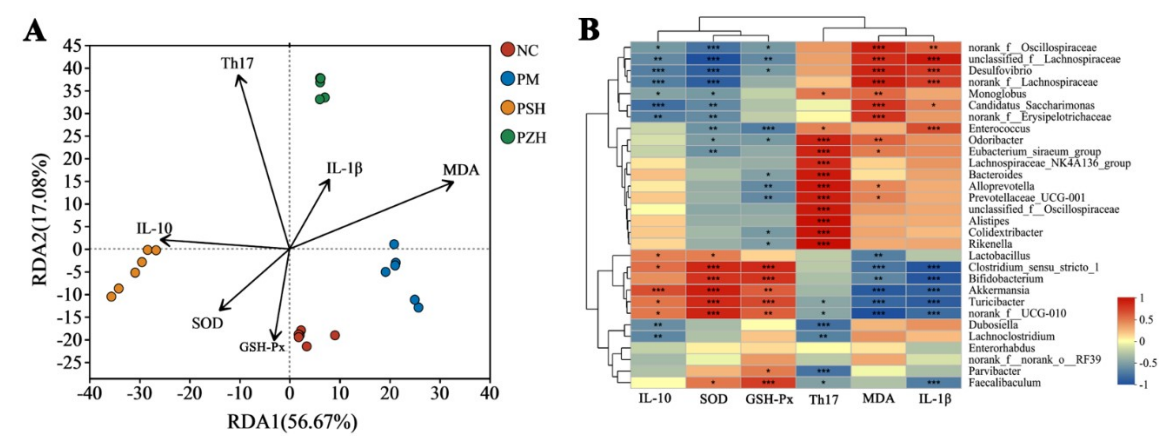 A
45
40
35
30
25
20
15
10
5
0
-5
-10
-15
-20
-25
RDA2(17.08%)
Th17
IL-1β
MDA
IL-10
SOD
GSH-Px
-40 -30 -20 -10 0 10 20 30 40
RDA1(56.67%)
NC
PM
PSH
PZH
B
* *** * *** ** norank_f__Oscillospiraceae
** *** ** *** *** unclassified_f__Lachnospiraceae
*** *** * *** *** Desulfovibrio
*** *** *** *** norank_f__Lachnospiraceae
* * * ** Monoglobus
*** ** *** * Candidatus_Saccharimonas
** ** *** norank_f__Erysipelotrichaceae
** *** * *** Enterococcus
* * *** ** Odoribacter
** *** * Eubacterium_siraeum_group
*** Lachnospiraceae_NK4A136_group
* *** Bacteroides
** *** * Alloprevotella
** *** * Prevotellaceae_UCG-001
*** unclassified_f__Oscillospiraceae
*** Alistipes
* *** Colidextribacter
* *** Rikenella
* * ** Lactobacillus
* *** *** *** *** Clostridium_sensu_stricto_1
*** *** ** *** Bifidobacterium
*** *** ** *** *** Akkermansia
* *** *** * *** *** Turicibacter
* *** ** * *** *** norank_f__UCG-010
** *** Dubosiella
** ** Lachnoclostridium
Enterorhabdus
norank_f__norank_o__RF39
* *** Parvibacter
* *** * *** Faecalibaculum
IL-10 SOD GSH-Px Th17 MDA IL-1β
1
0.5
0
-0.5
-1